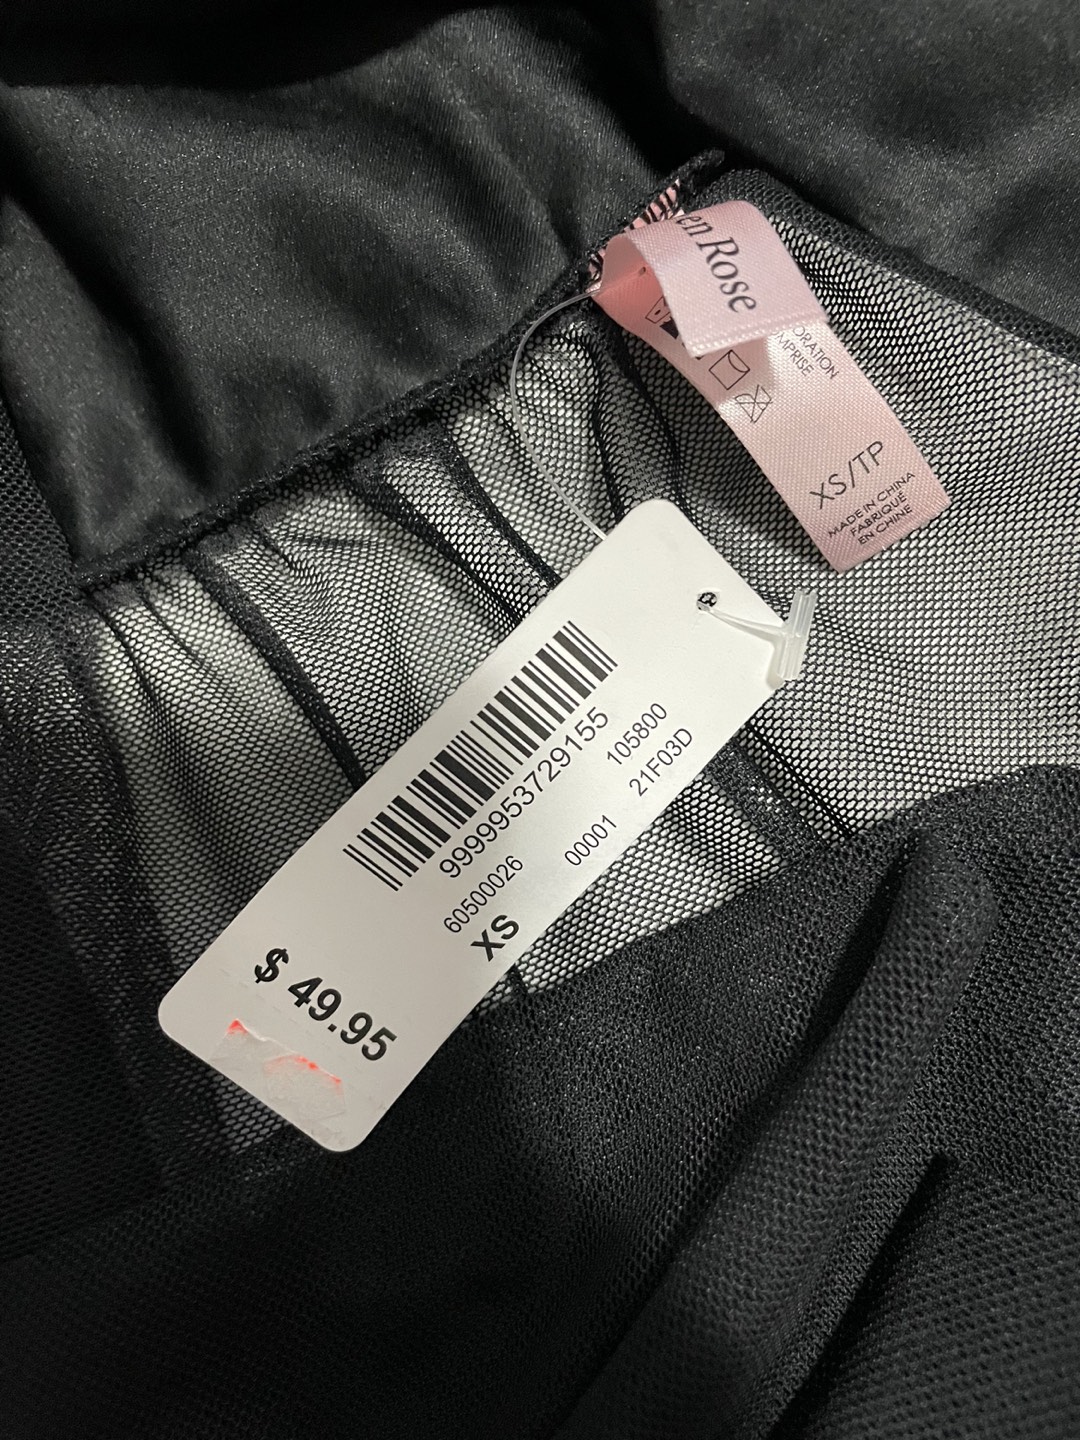 en Rose
ORATION
MPRISE
XS/TP
MADE IN CHINA
FABRIQUÉ
EN CHINE
9999953729155
105800
60500026
00001
21F03D
XS
$ 49.95